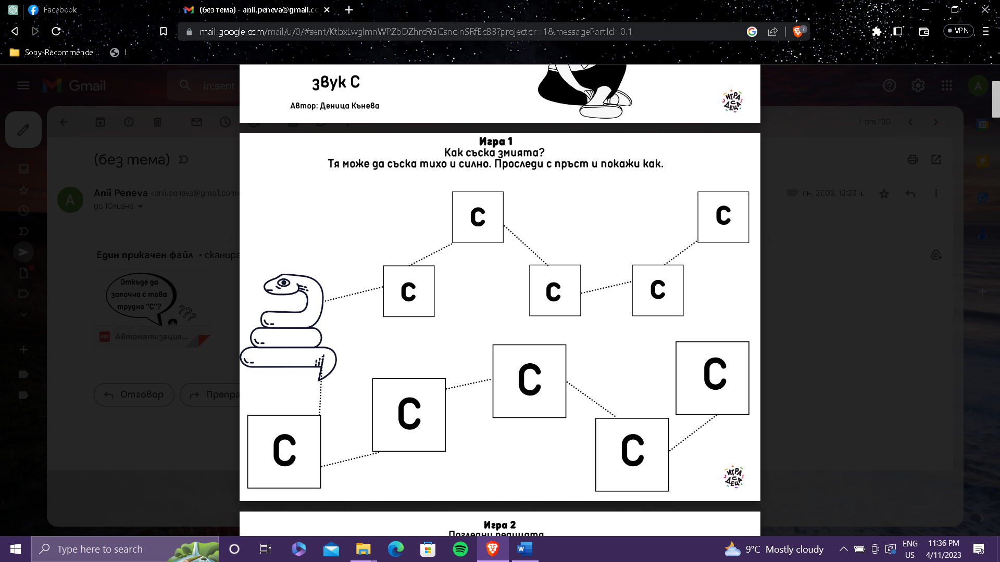 Facebook
(без тема) - anii.peneva@gmail.co
mail.google.com/mail/u/0/#sent/KtbxLwglmnWPZbDZhrcRGCsncJnSRfBcBB?projector=1&messagePartId=0.1
VPN
Sony-Recommende...
!
Gmail
in:sent
звук С
Автор: Деница Кънева
ИГРА
С
ДЕЦА
7 от 130
(без тема)
Anii Peneva <anii.peneva@gmail.com>
до Юлиана
пн, 27.03, 12:23 ч.
Един прикачен файл • сканира
Откъде да
започна с това
трудно "С"?
???
PDF
Автоматизация...
Отговор
Препра
Игра 1
Как съска змията?
Тя може да съска тихо и силно. Проследи с пръст и покажи как.
С
С
С
С
С
С
С
С
С
С
ИГРА
С
ДЕЦА
Игра 2
Погледни редицата
Type here to search
9°C Mostly cloudy
ENG
US
11:36 PM
4/11/2023